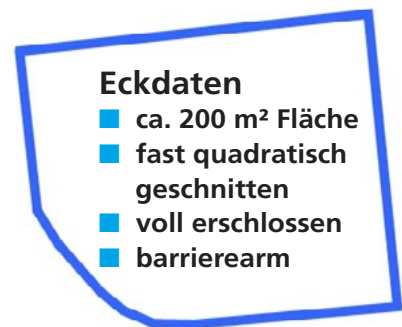 Eckdaten
ca. 200 m² Fläche
fast quadratisch
geschnitten
voll erschlossen
barrierearm